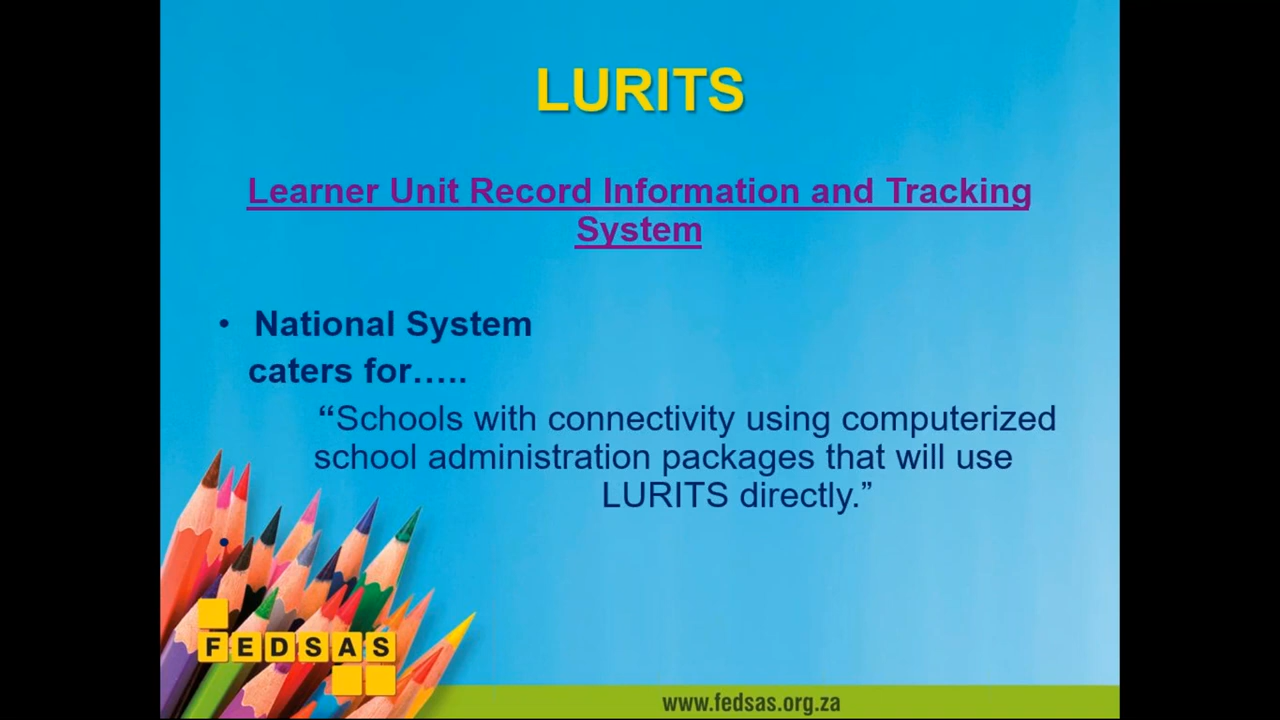 LURITS
Learner Unit Record Information and Tracking
System
• National System
caters for…..
“Schools with connectivity using computerized
school administration packages that will use
LURITS directly.”
•
FEDSAS
www.fedsas.org.za